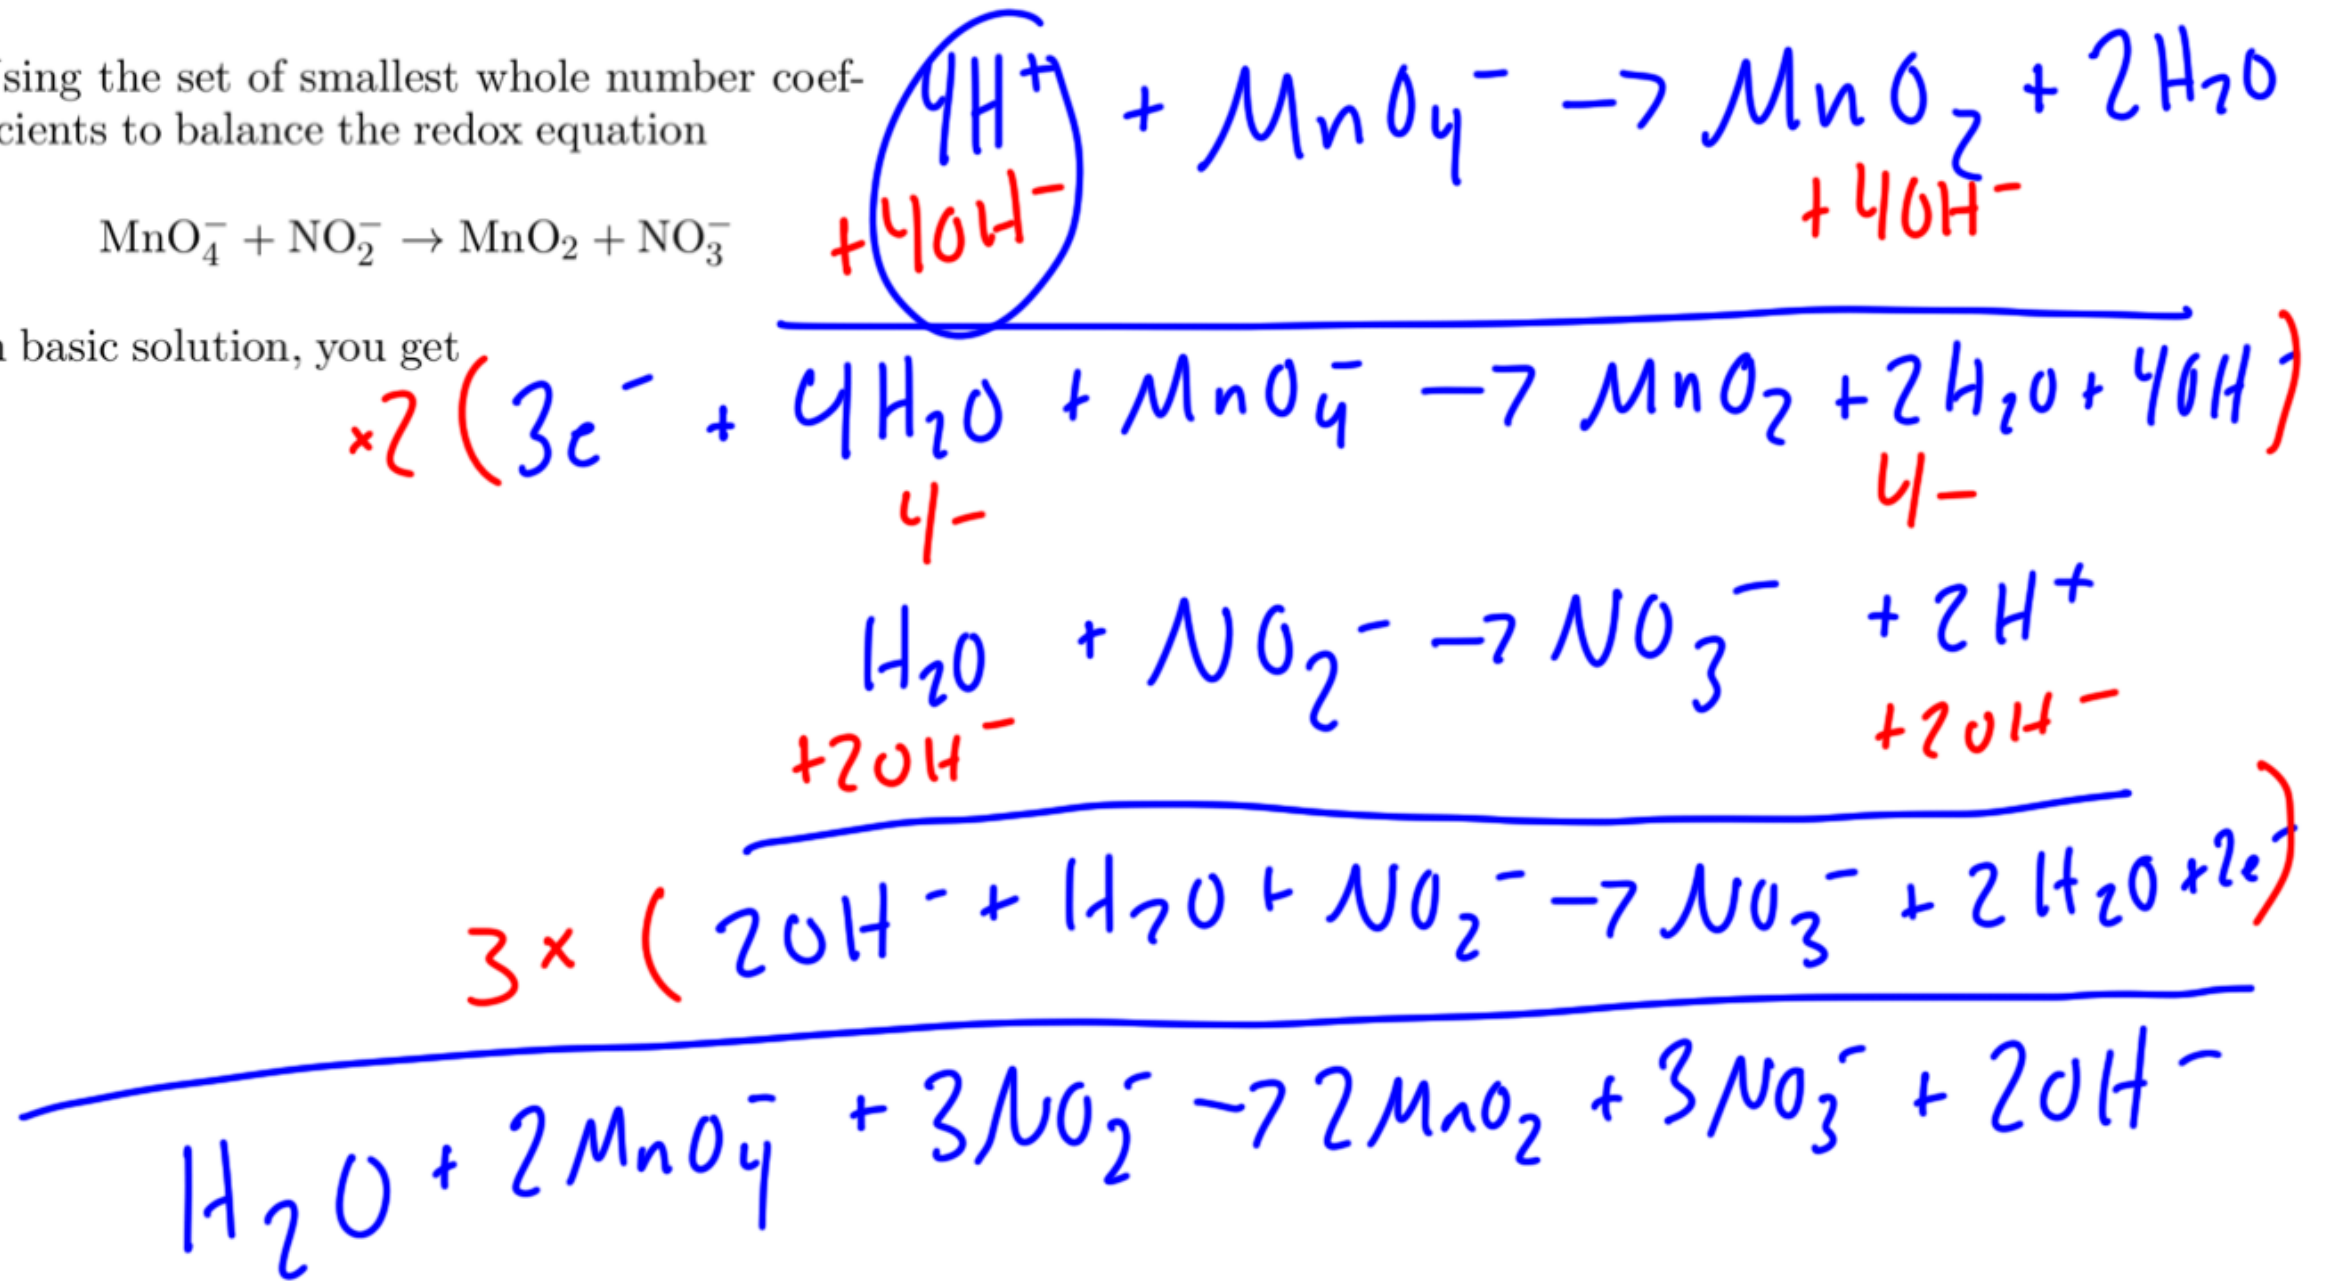 sing the set of smallest whole number coef-
cients to balance the redox equation
MnO₄⁻ + NO₂⁻ → MnO₂ + NO₃⁻
basic solution, you get
4H⁺ + MnO₄⁻ → MnO₂ + 2H₂O
+4OH⁻ +4OH⁻
×2 (3e⁻ + 4H₂O + MnO₄⁻ → MnO₂ + 2H₂O + 4OH⁻)
4- 4-
H₂O + NO₂⁻ → NO₃⁻ + 2H⁺
+2OH⁻ +2OH⁻
3× (2OH⁻ + H₂O + NO₂⁻ → NO₃⁻ + 2H₂O + 2e⁻)
H₂O + 2MnO₄⁻ + 3NO₂⁻ → 2MnO₂ + 3NO₃⁻ + 2OH⁻